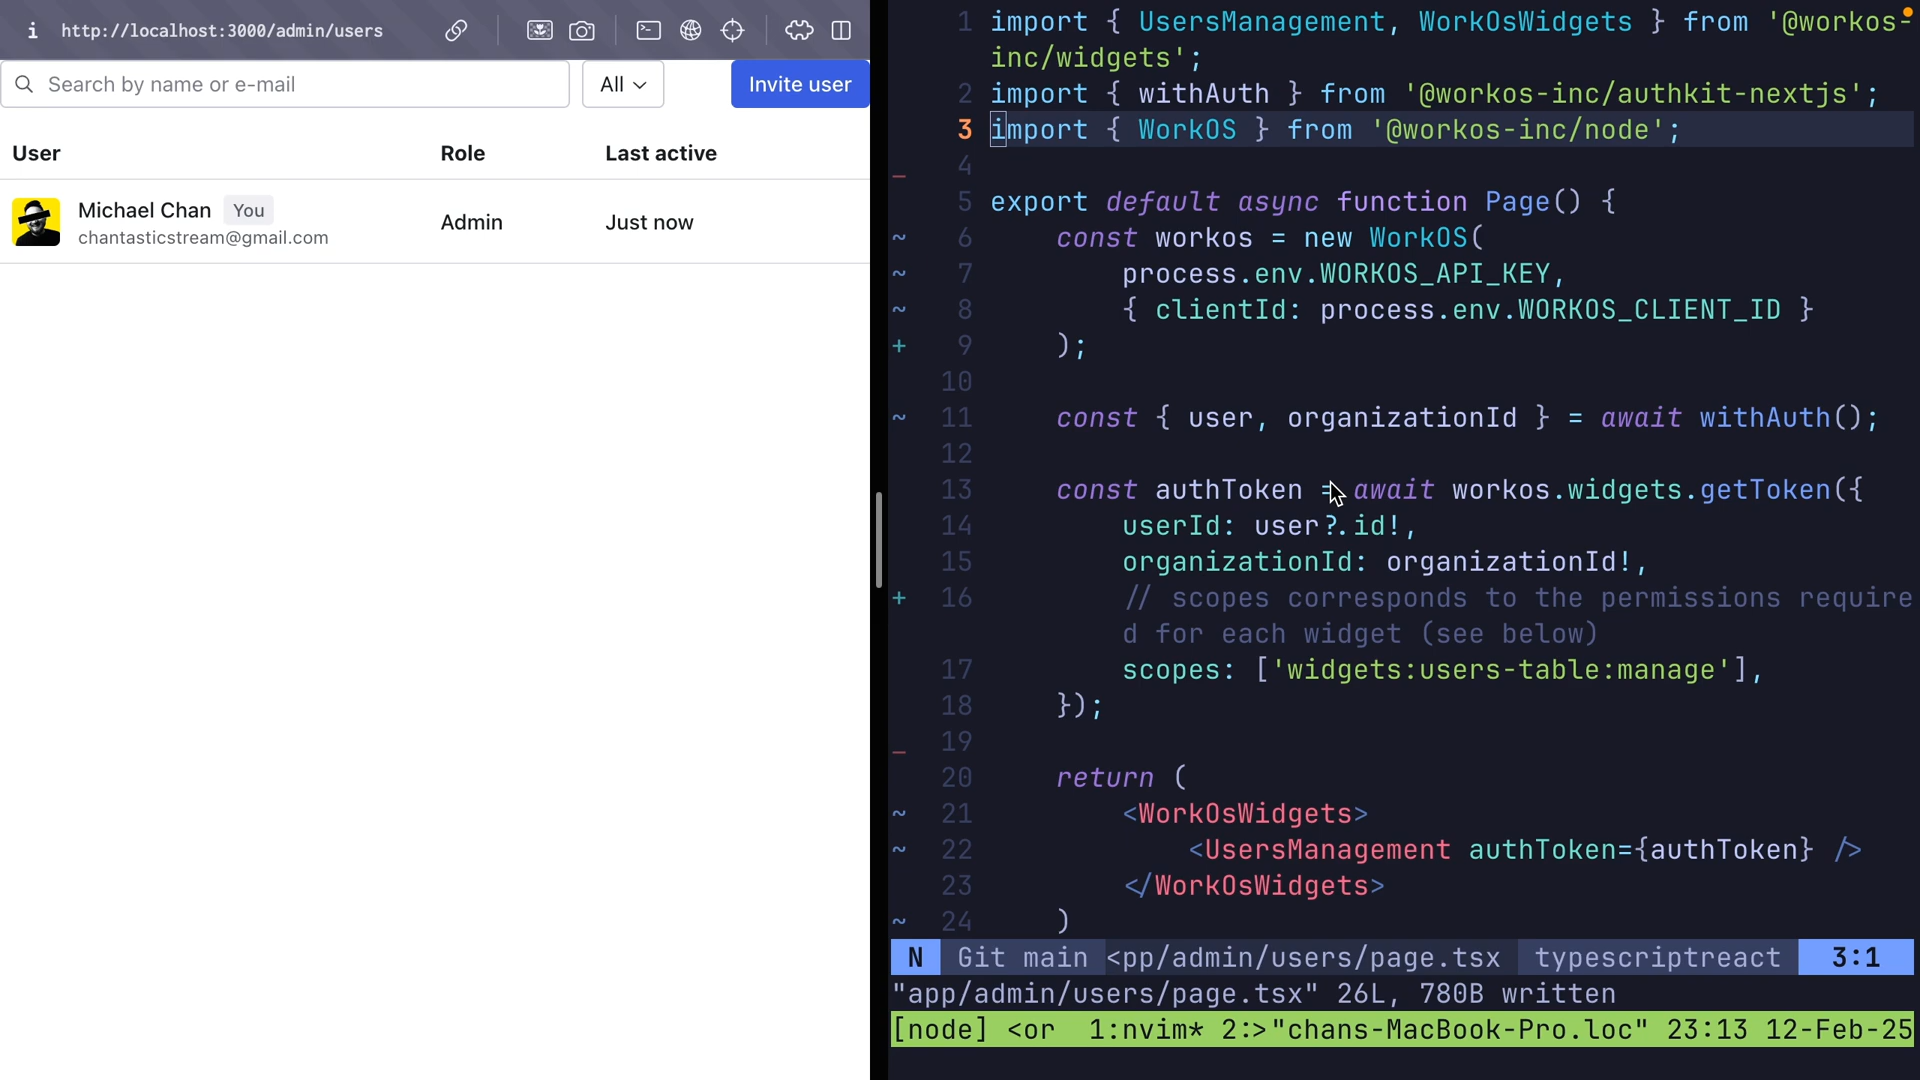 http://localhost:3000/admin/users
Search by name or e-mail
All
Invite user
User Role Last active
Michael Chan You
chantasticstream@gmail.com
Admin
Just now
1 import { UsersManagement, WorkOsWidgets } from '@workos-
inc/widgets';
2 import { withAuth } from '@workos-inc/authkit-nextjs';
3 import { WorkOS } from '@workos-inc/node';
_ 4
5 export default async function Page() {
~ 6 const workos = new WorkOS(
~ 7 process.env.WORKOS_API_KEY,
~ 8 { clientId: process.env.WORKOS_CLIENT_ID }
+ 9 );
10
~ 11 const { user, organizationId } = await withAuth();
12
13 const authToken = await workos.widgets.getToken({
14 userId: user?.id!,
15 organizationId: organizationId!,
+ 16 // scopes corresponds to the permissions require
d for each widget (see below)
17 scopes: ['widgets:users-table:manage'],
18 });
_ 19
20 return (
~ 21 <WorkOsWidgets>
~ 22 <UsersManagement authToken={authToken} />
23 </WorkOsWidgets>
~ 24 )
N Git main <pp/admin/users/page.tsx typescriptreact 3:1
"app/admin/users/page.tsx" 26L, 780B written
[node] <or 1:nvim* 2:>"chans-MacBook-Pro.loc" 23:13 12-Feb-25